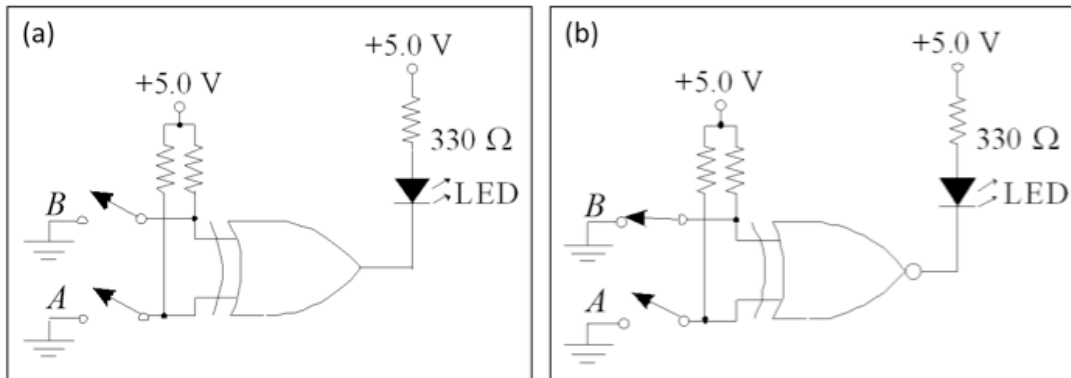 (a)
+5.0 V
+5.0 V
330 Ω
LED
B
A
(b)
+5.0 V
+5.0 V
330 Ω
LED
B
A